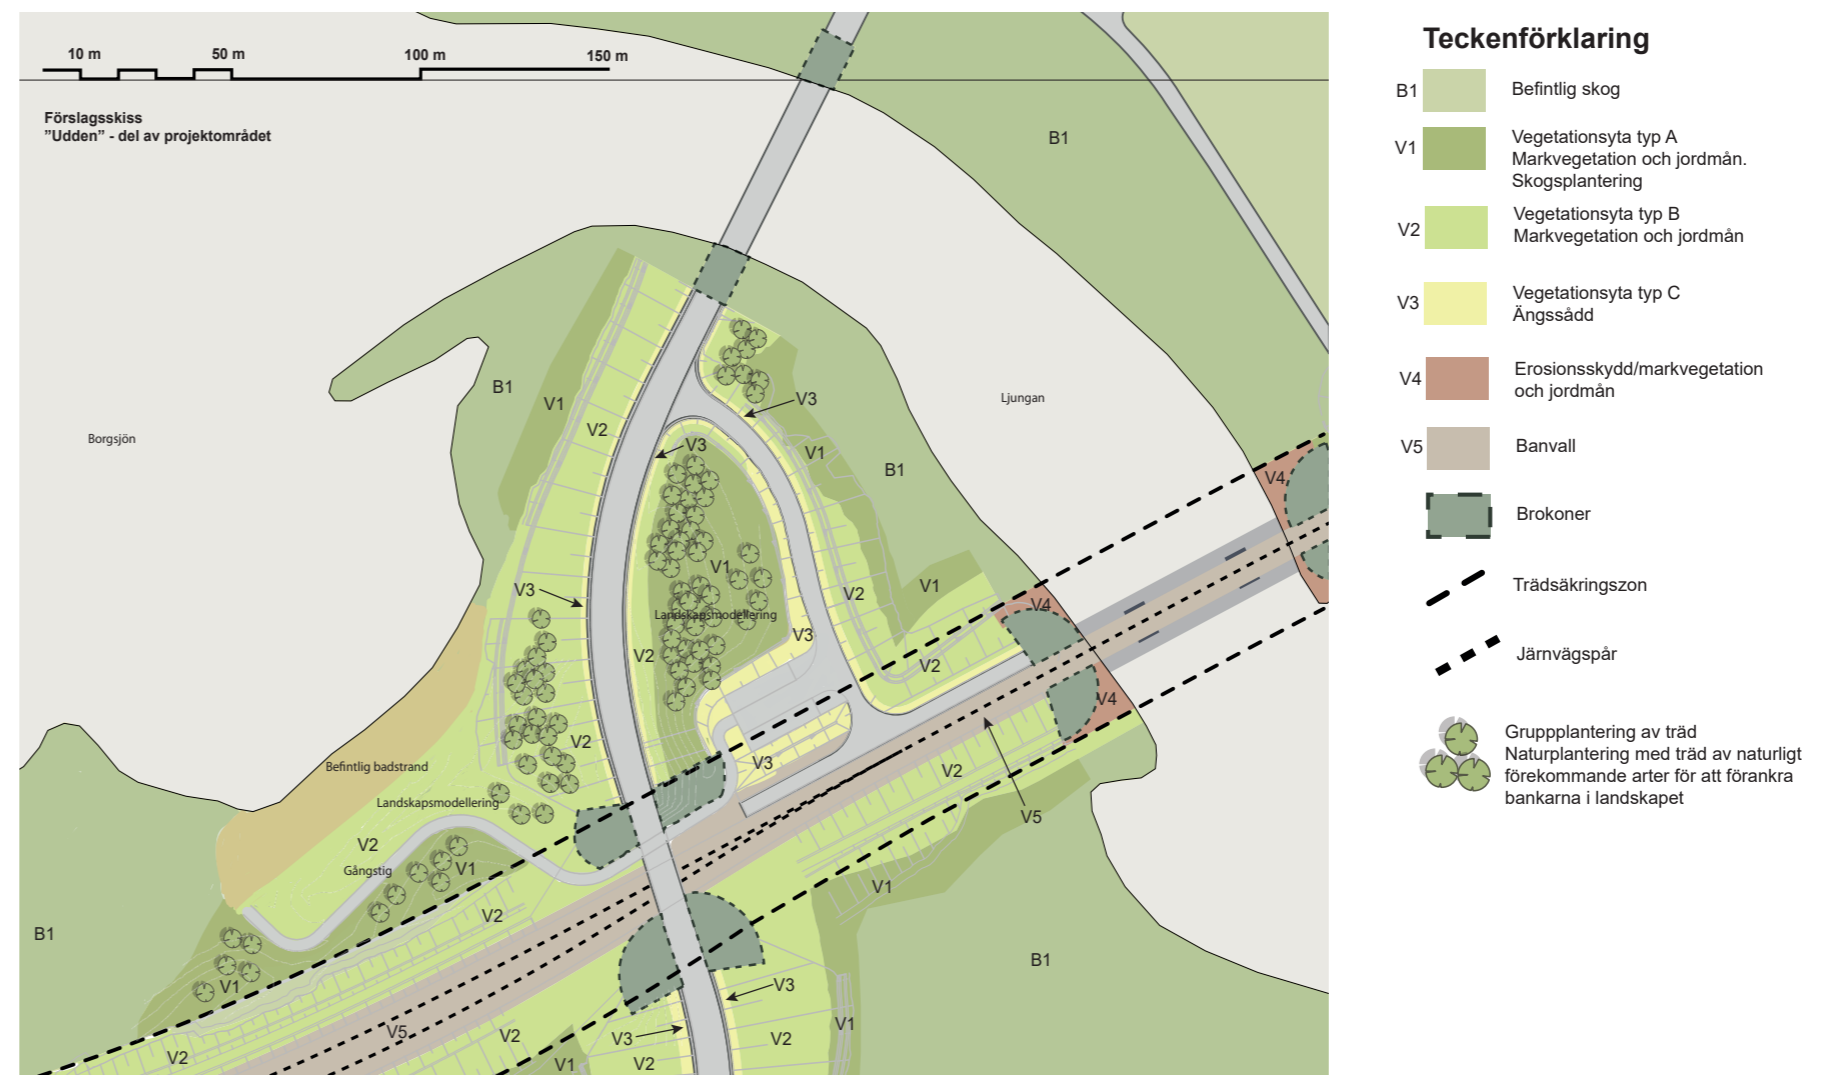 10 m 50 m 100 m 150 m
Förslagsskiss
”Udden” - del av projektområdet
B1
B1
V1
V2
V3
V3
Ljungan
Borgsjön
V1
B1
V4
V1
V3
V1
V2
V4
Landskapsmodellering
V3
V2
V2
V4
V2
V3
V2
Befintlig badstrand
Landskapsmodellering
V5
V2
Gångstig
V1
V1
V2
B1
B1
V1
V3
V5
V2
V3
V2
V1
V2
V1
V2
Teckenförklaring
B1 Befintlig skog
V1 Vegetationsyta typ A
Markvegetation och jordmån.
Skogsplantering
V2 Vegetationsyta typ B
Markvegetation och jordmån
V3 Vegetationsyta typ C
Ängssådd
V4 Erosionsskydd/markvegetation
och jordmån
V5 Banvall
Brokoner
Trädsäkringszon
Järnvägspår
Gruppplantering av träd
Naturplantering med träd av naturligt
förekommande arter för att förankra
bankarna i landskapet